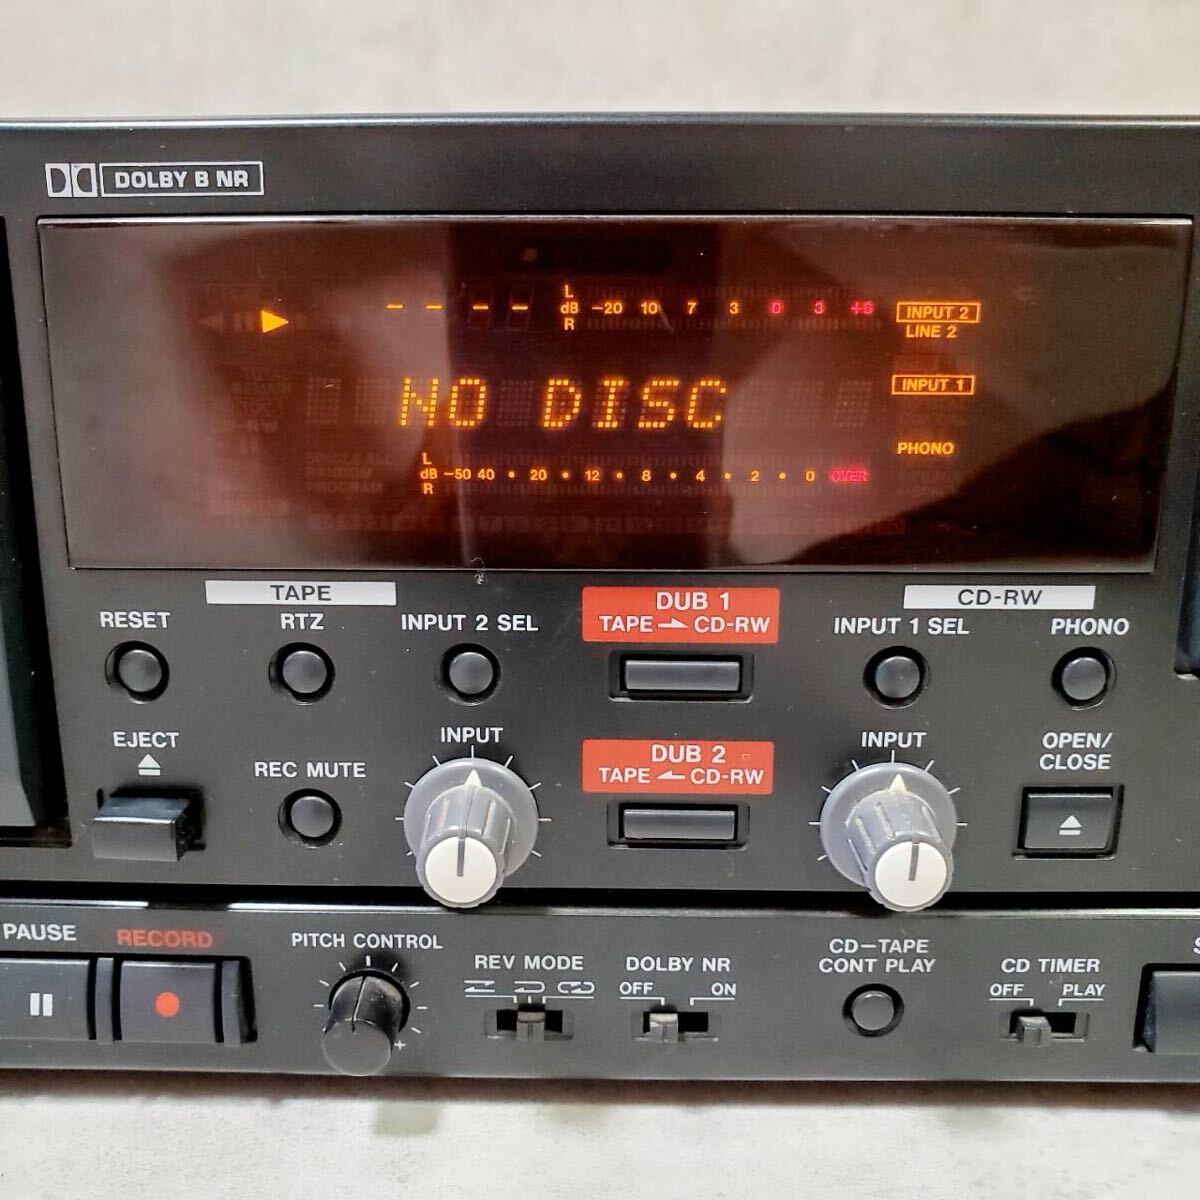 DOLBY B NR
L
dB -20 10 7 3 0 3 +6
R
INPUT 2
LINE 2
NO DISC
INPUT 1
PHONO
L
dB -50 40 • 20 • 12 • 8 • 4 • 2 • 0 OVER
R
TAPE
CD-RW
RESET
RTZ
INPUT 2 SEL
DUB 1
TAPE → CD-RW
INPUT 1 SEL
PHONO
EJECT
REC MUTE
INPUT
DUB 2
TAPE ← CD-RW
INPUT
OPEN/
CLOSE
PAUSE
RECORD
PITCH CONTROL
- +
REV MODE
DOLBY NR
OFF ON
CD-TAPE
CONT PLAY
CD TIMER
OFF PLAY